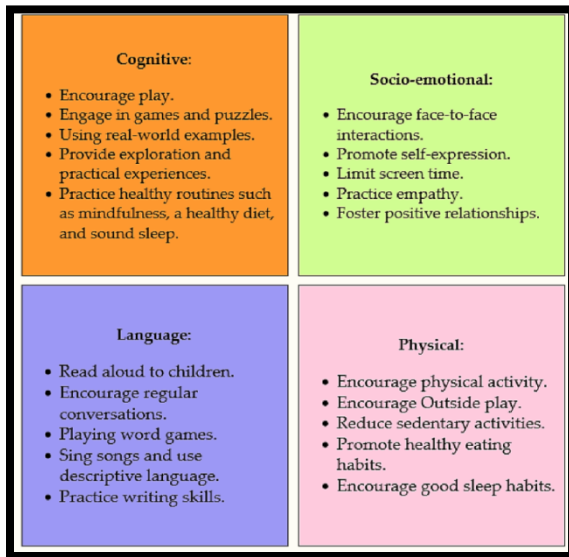 Cognitive:
• Encourage play.
• Engage in games and puzzles.
• Using real-world examples.
• Provide exploration and
practical experiences.
• Practice healthy routines such
as mindfulness, a healthy diet,
and sound sleep.
Socio-emotional:
• Encourage face-to-face
interactions.
• Promote self-expression.
• Limit screen time.
• Practice empathy.
• Foster positive relationships.
Language:
• Read aloud to children.
• Encourage regular
conversations.
• Playing word games.
• Sing songs and use
descriptive language.
• Practice writing skills.
Physical:
• Encourage physical activity.
• Encourage Outside play.
• Reduce sedentary activities.
• Promote healthy eating
habits.
• Encourage good sleep habits.